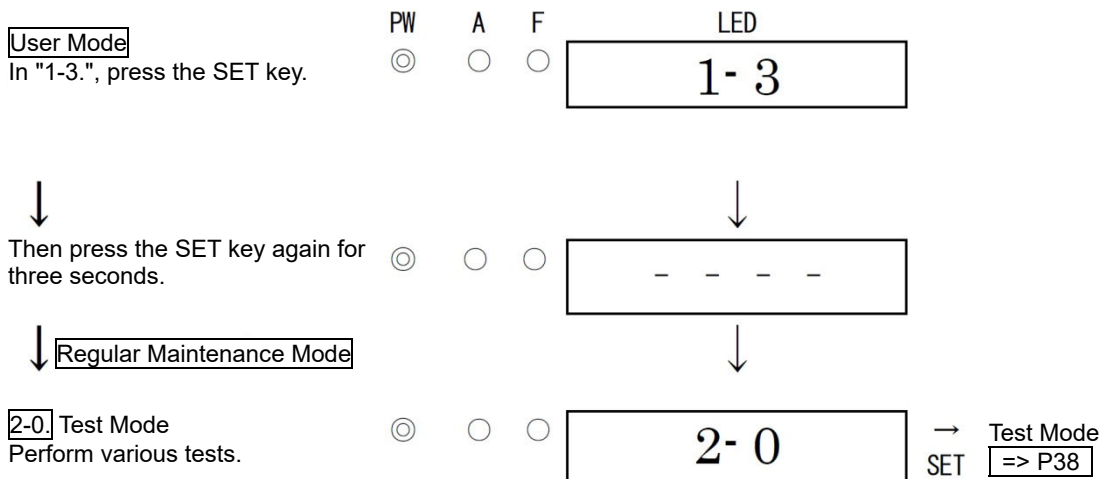 PW A F LED
User Mode
In "1-3.", press the SET key.
1- 3
↓ ↓
Then press the SET key again for
three seconds.
- - - -
↓ Regular Maintenance Mode ↓
2-0. Test Mode
Perform various tests.
2- 0
→ Test Mode
SET => P38